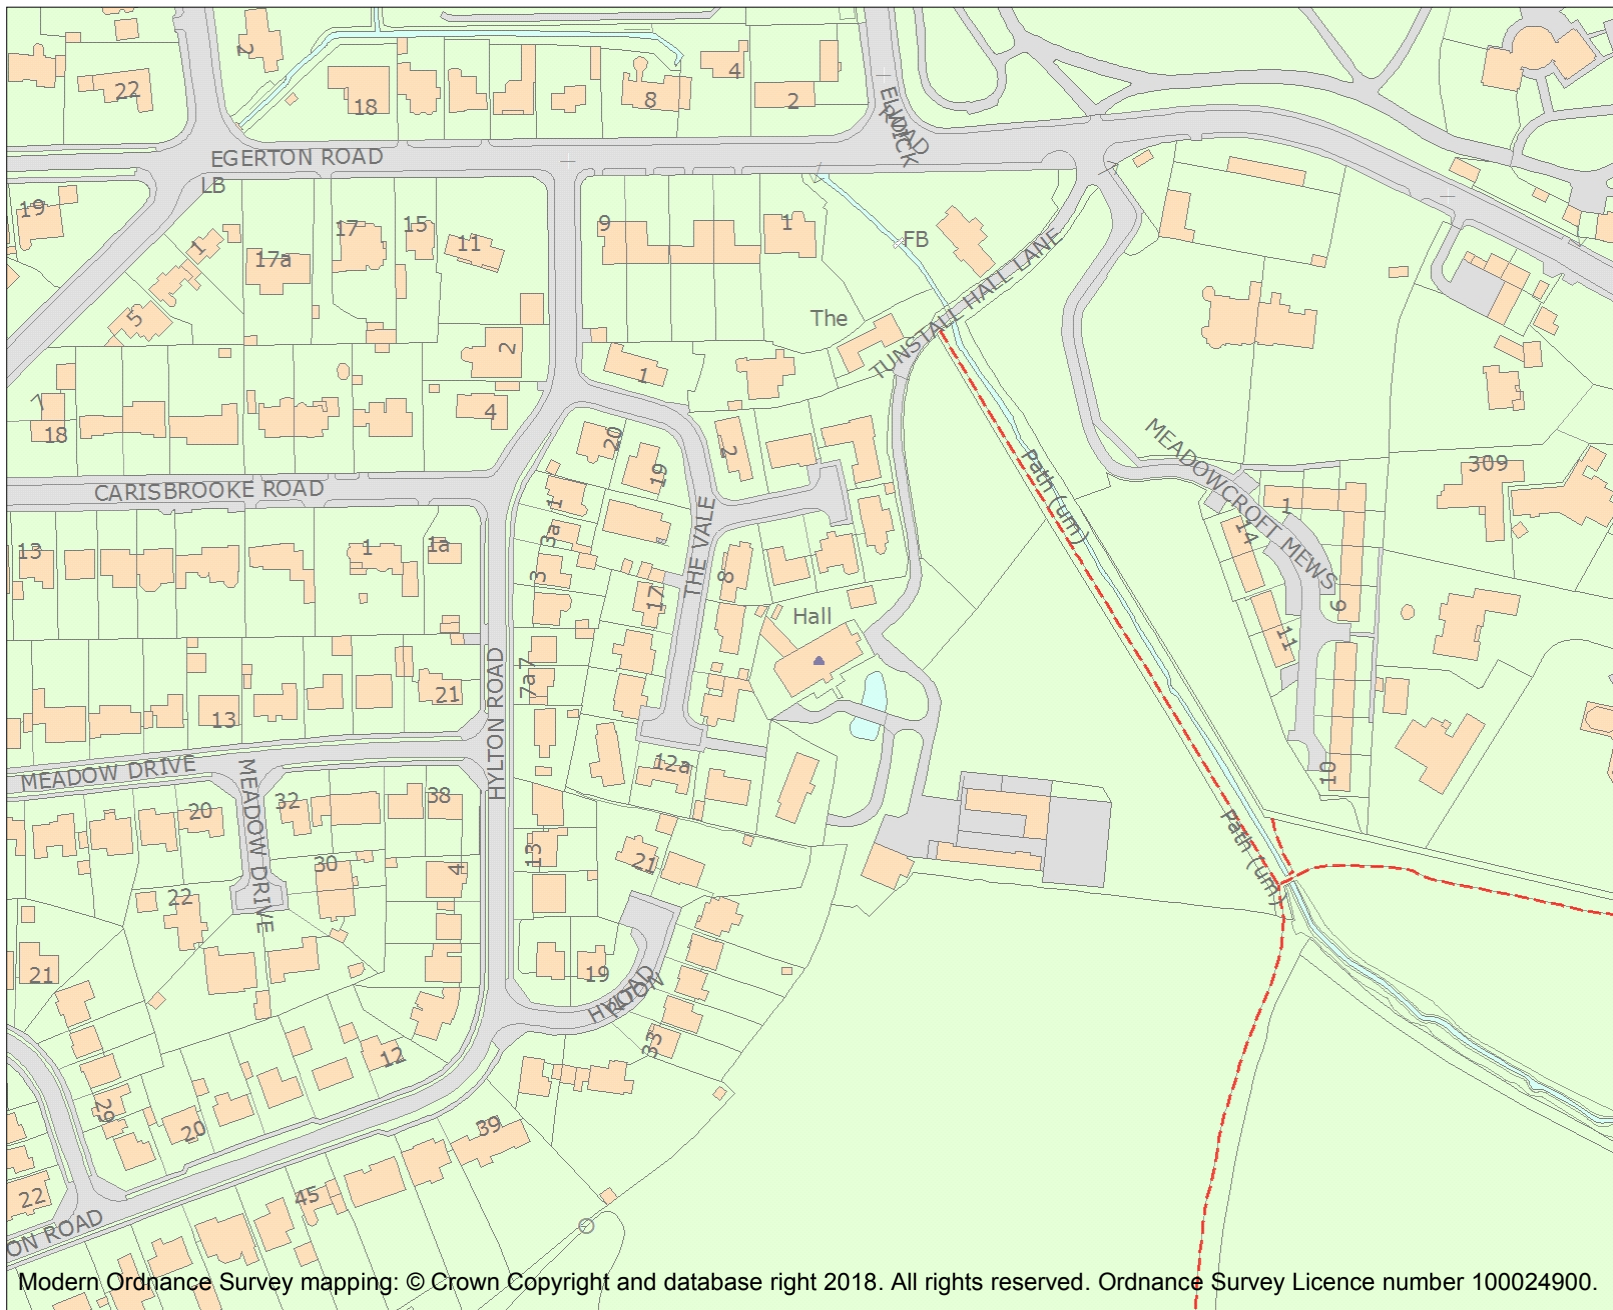 2
22
18
8
4
2
ELWICK
ROAD
EGERTON ROAD
LB
19
1
17
15
11
17a
5
9
1
FB
TUNSTALL HALL LANE
The
2
1
7
18
4
20
19
2
MEADOWCROFT MEWS
309
Path (um)
CARISBROOKE ROAD
1
3a
3
THE VALE
1
14
13
1
1a
8
17
Hall
9
11
HYLTON ROAD
7
7a
21
13
MEADOW DRIVE
12a
10
MEADOW DRIVE
20
32
38
Path (um)
13
21
30
4
22
21
19
HYLTON
ROAD
33
12
29
20
39
22
45
ON ROAD
Modern Ordnance Survey mapping: © Crown Copyright and database right 2018. All rights reserved. Ordnance Survey Licence number 100024900.